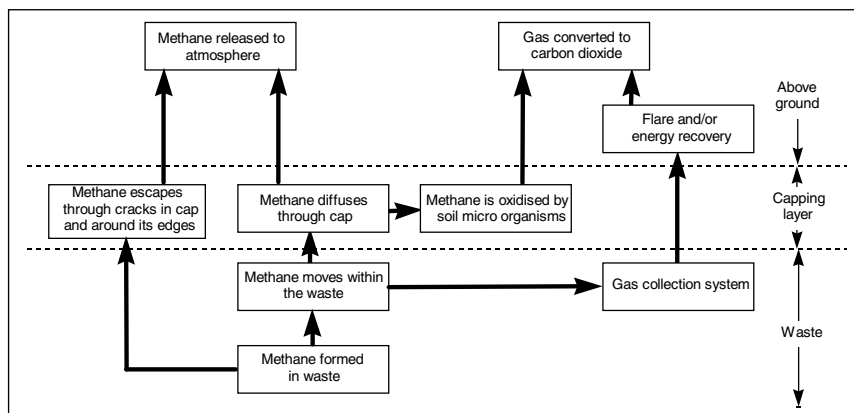 Methane released to
atmosphere
Gas converted to
carbon dioxide
Above
ground
Flare and/or
energy recovery
Methane escapes
through cracks in cap
and around its edges
Methane diffuses
through cap
Methane is oxidised by
soil micro organisms
Capping
layer
Methane moves within
the waste
Gas collection system
Waste
Methane formed
in waste